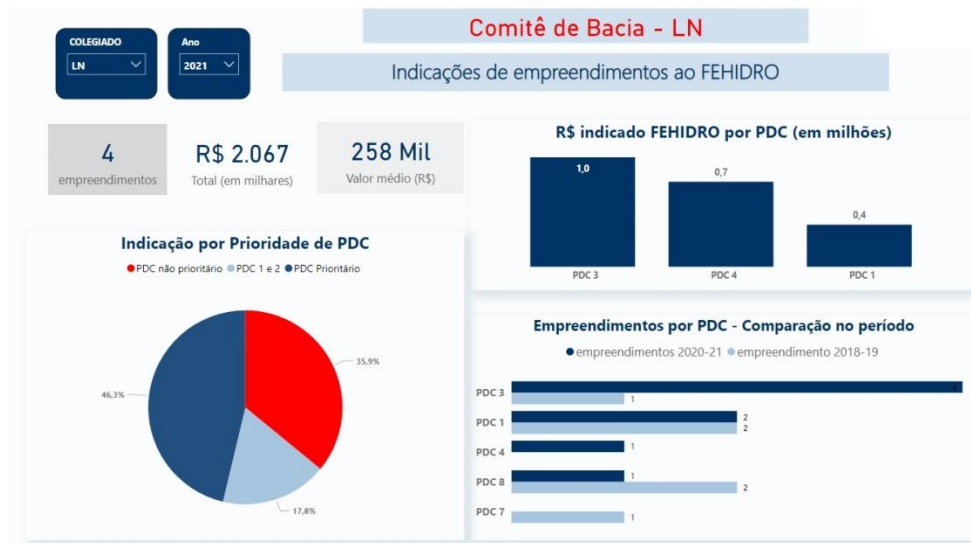 COLEGIADO
LN
Ano
2021
Comitê de Bacia - LN
Indicações de empreendimentos ao FEHIDRO
4
empreendimentos
R$ 2.067
Total (em milhares)
258 Mil
Valor médio (R$)
R$ indicado FEHIDRO por PDC (em milhões)
1,0
0,7
0,4
PDC 3
PDC 4
PDC 1
Indicação por Prioridade de PDC
PDC não prioritário PDC 1 e 2 PDC Prioritário
35,9%
46,3%
17,8%
Empreendimentos por PDC - Comparação no período
empreendimentos 2020-21 empreendimento 2018-19
PDC 3
1
PDC 1
2
2
PDC 4
1
PDC 8
1
2
PDC 7
1